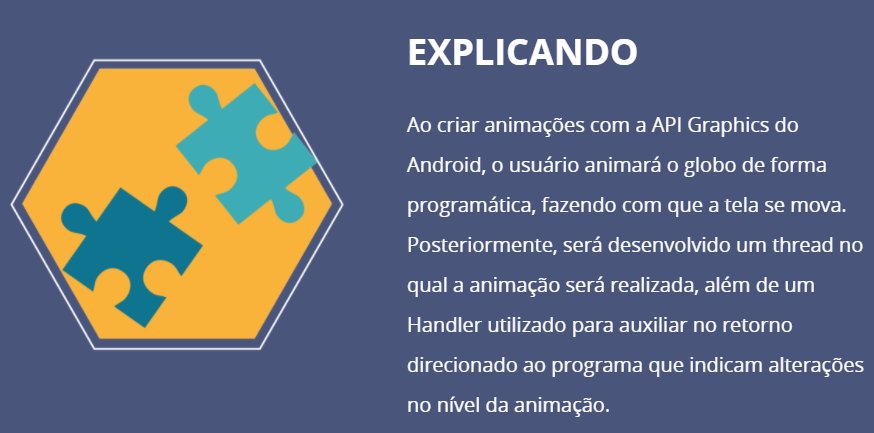 EXPLICANDO
Ao criar animações com a API Graphics do
Android, o usuário animará o globo de forma
programática, fazendo com que a tela se mova.
Posteriormente, será desenvolvido um thread no
qual a animação será realizada, além de um
Handler utilizado para auxiliar no retorno
direcionado ao programa que indicam alterações
no nível da animação.